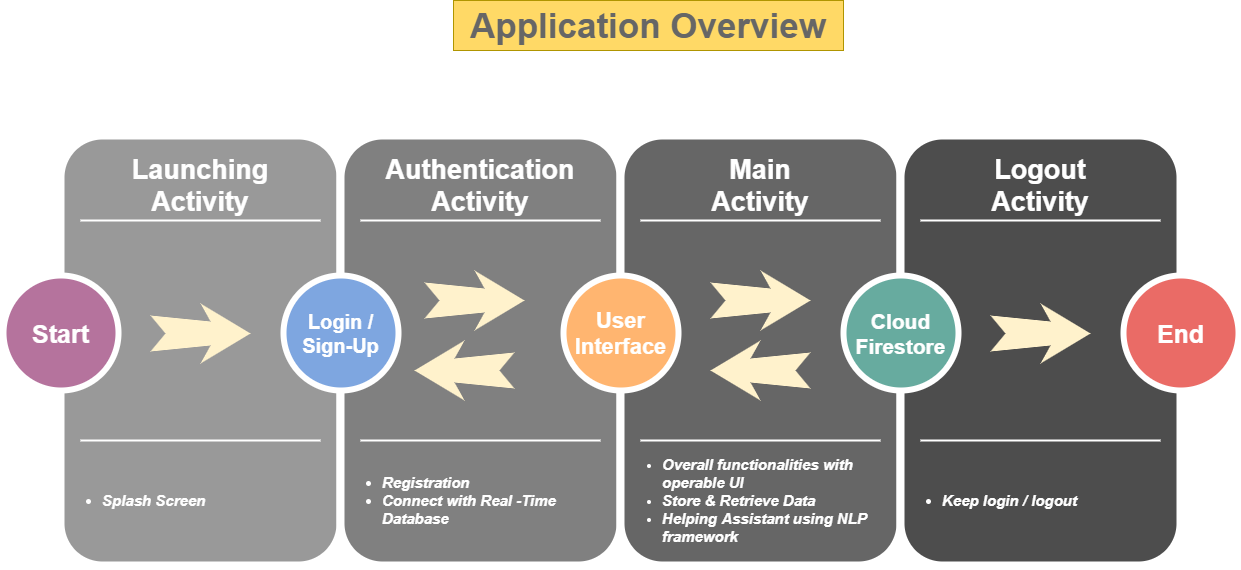 Application Overview
Launching
Activity
Authentication
Activity
Main
Activity
Logout
Activity
Start
Login /
Sign-Up
User
Interface
Cloud
Firestore
End
• Splash Screen
• Registration
• Connect with Real -Time
Database
• Overall functionalities with
operable UI
• Store & Retrieve Data
• Helping Assistant using NLP
framework
• Keep login / logout